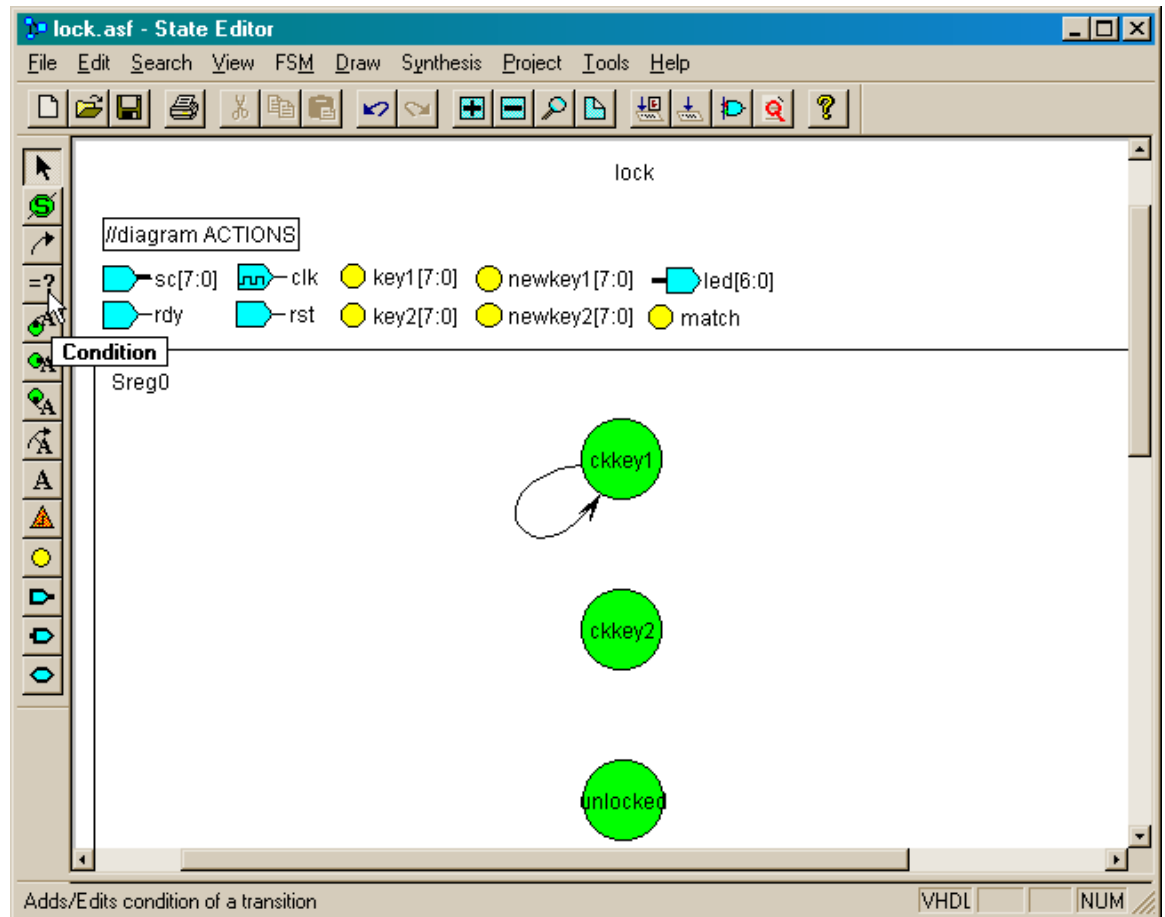 lock.asf - State Editor
File Edit Search View FSM Draw Synthesis Project Tools Help
lock
//diagram ACTIONS
sc[7:0] clk key1[7:0] newkey1[7:0] led[6:0]
rdy rst key2[7:0] newkey2[7:0] match
=?
Condition
Sreg0
ckkey1
ckkey2
unlocked
Adds/Edits condition of a transition VHDL NUM